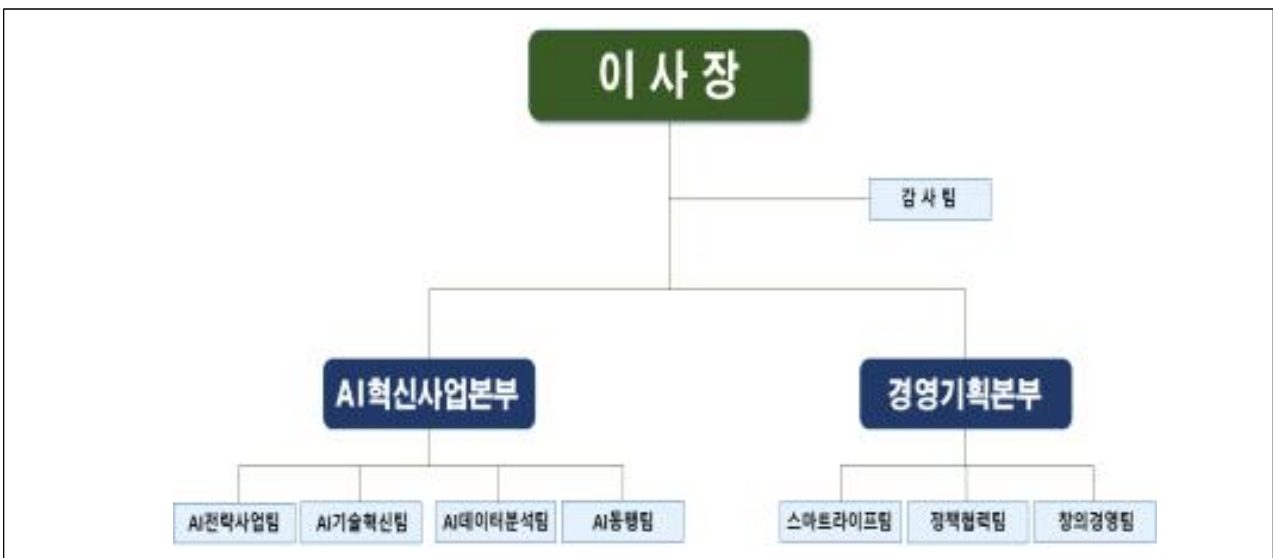 이 사 장
감 사 팀
AI혁신사업본부
경영기획본부
AI전략사업팀
AI기술혁신팀
AI데이터분석팀
AI동행팀
스마트라이프팀
정책협력팀
창의경영팀